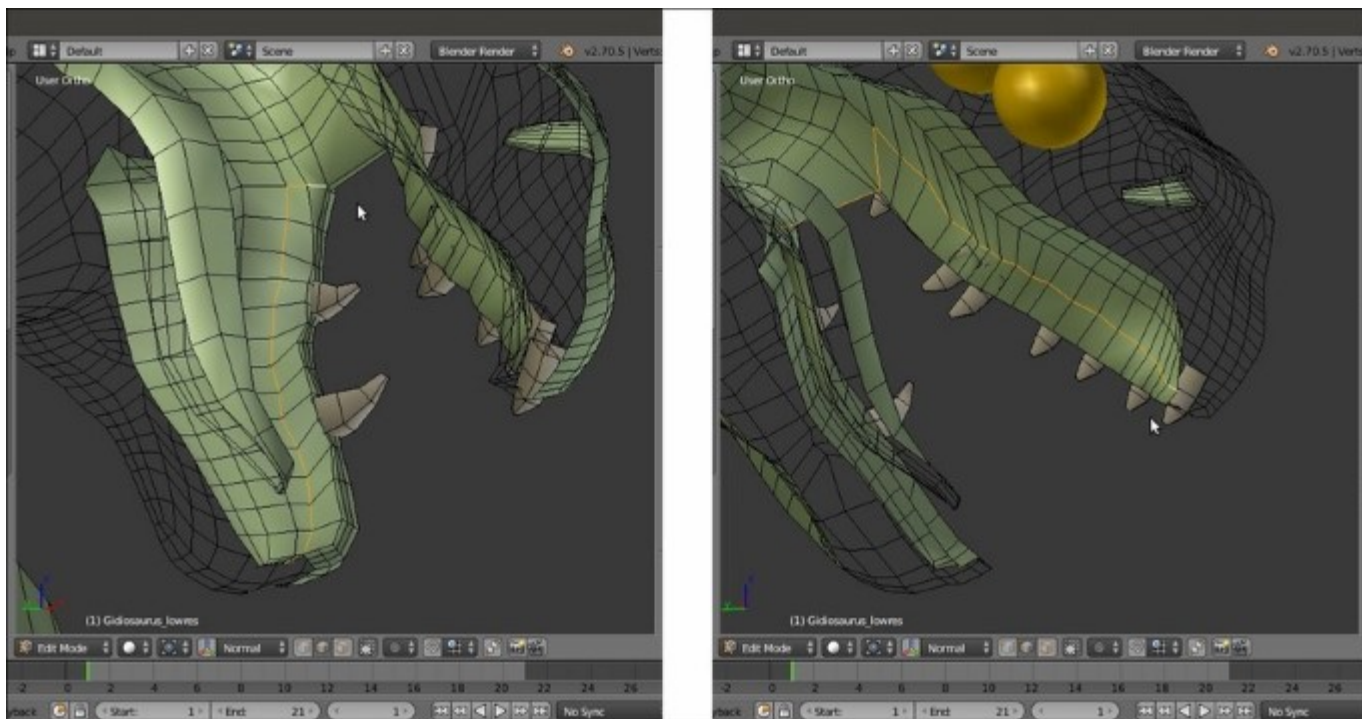 Default Scene Blender Render v2.70.5 | Verts
User Ortho
(1) Gidiosaurus_lowres
Edit Mode Normal
-2 0 2 4 6 8 10 12 14 16 18 20 22 24 26
yback Start: 1 End: 21 1 No Sync
Default Scene Blender Render v2.70.5 | Verts
User Ortho
(1) Gidiosaurus_lowres
Edit Mode Normal
-2 0 2 4 6 8 10 12 14 16 18 20 22 24 26
yback Start: 1 End: 21 1 No Sync